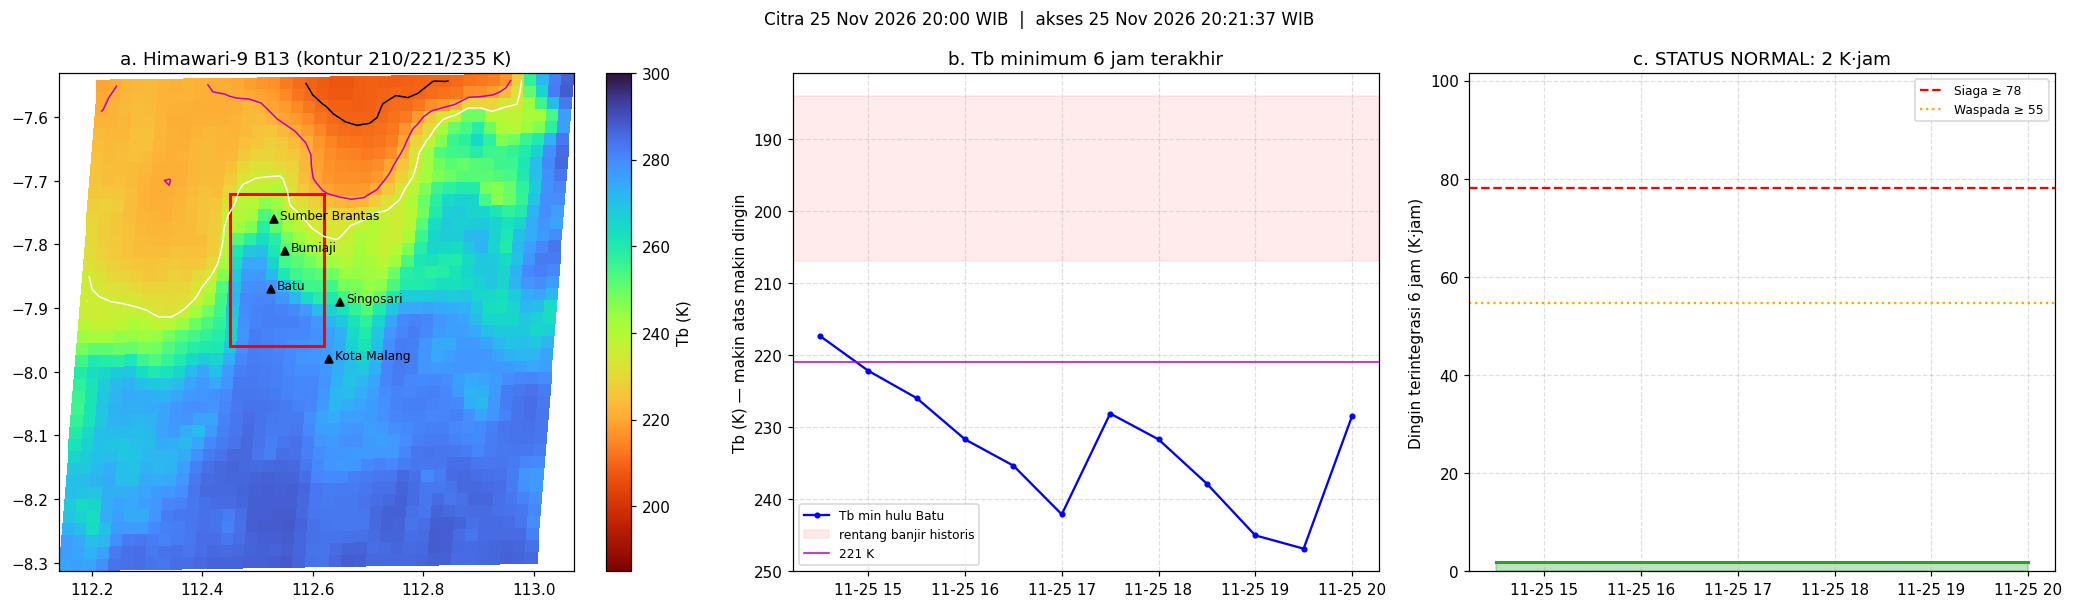 Citra 25 Nov 2026 20:00 WIB | akses 25 Nov 2026 20:21:37 WIB
a. Himawari-9 B13 (kontur 210/221/235 K)
−7.6
−7.7
−7.8
−7.9
−8.0
−8.1
−8.2
−8.3
112.2
112.4
112.6
112.8
113.0
Sumber Brantas
Bumiaji
Batu
Singosari
Kota Malang
300
280
260
240
220
200
Tb (K)
b. Tb minimum 6 jam terakhir
Tb (K) — makin atas makin dingin
190
200
210
220
230
240
250
Tb min hulu Batu
rentang banjir historis
221 K
11-25 15
11-25 16
11-25 17
11-25 18
11-25 19
11-25 20
c. STATUS NORMAL: 2 K·jam
Dingin terintegrasi 6 jam (K·jam)
100
80
60
40
20
0
Siaga ≥ 78
Waspada ≥ 55
11-25 15
11-25 16
11-25 17
11-25 18
11-25 19
11-25 20